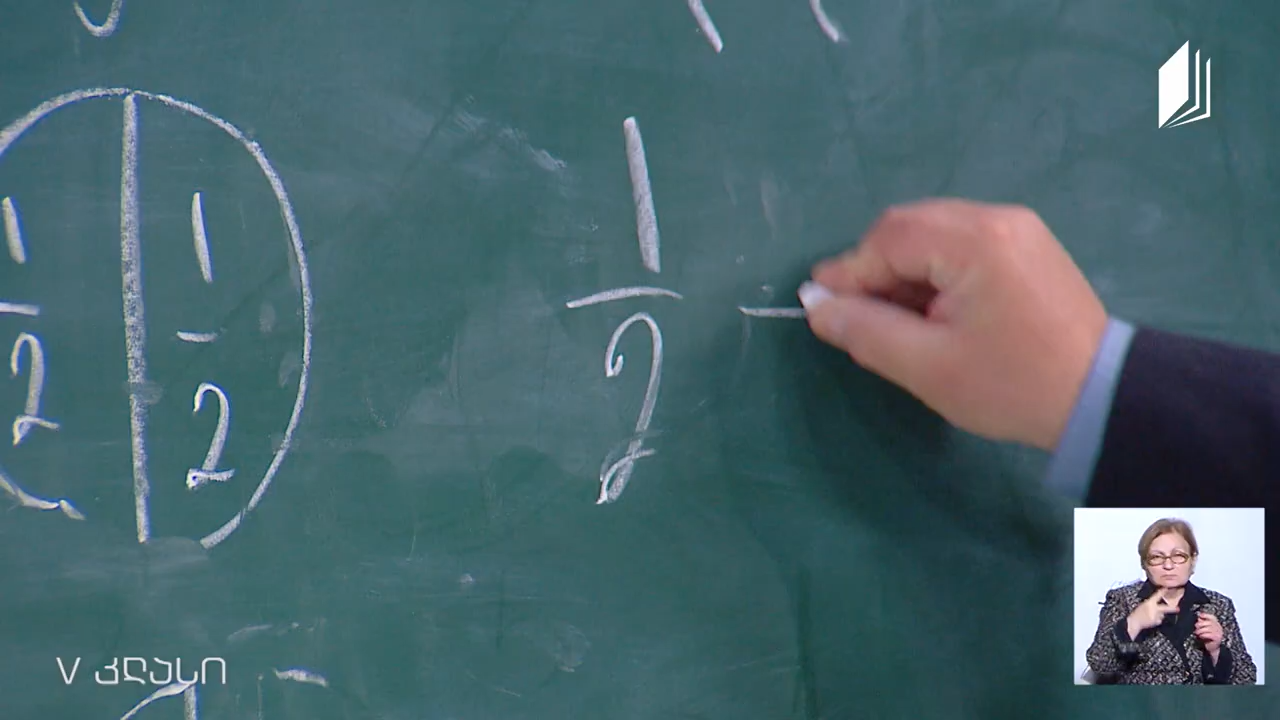 1 1 1
2 2 2
V ᲙᲚᲐᲡᲘ